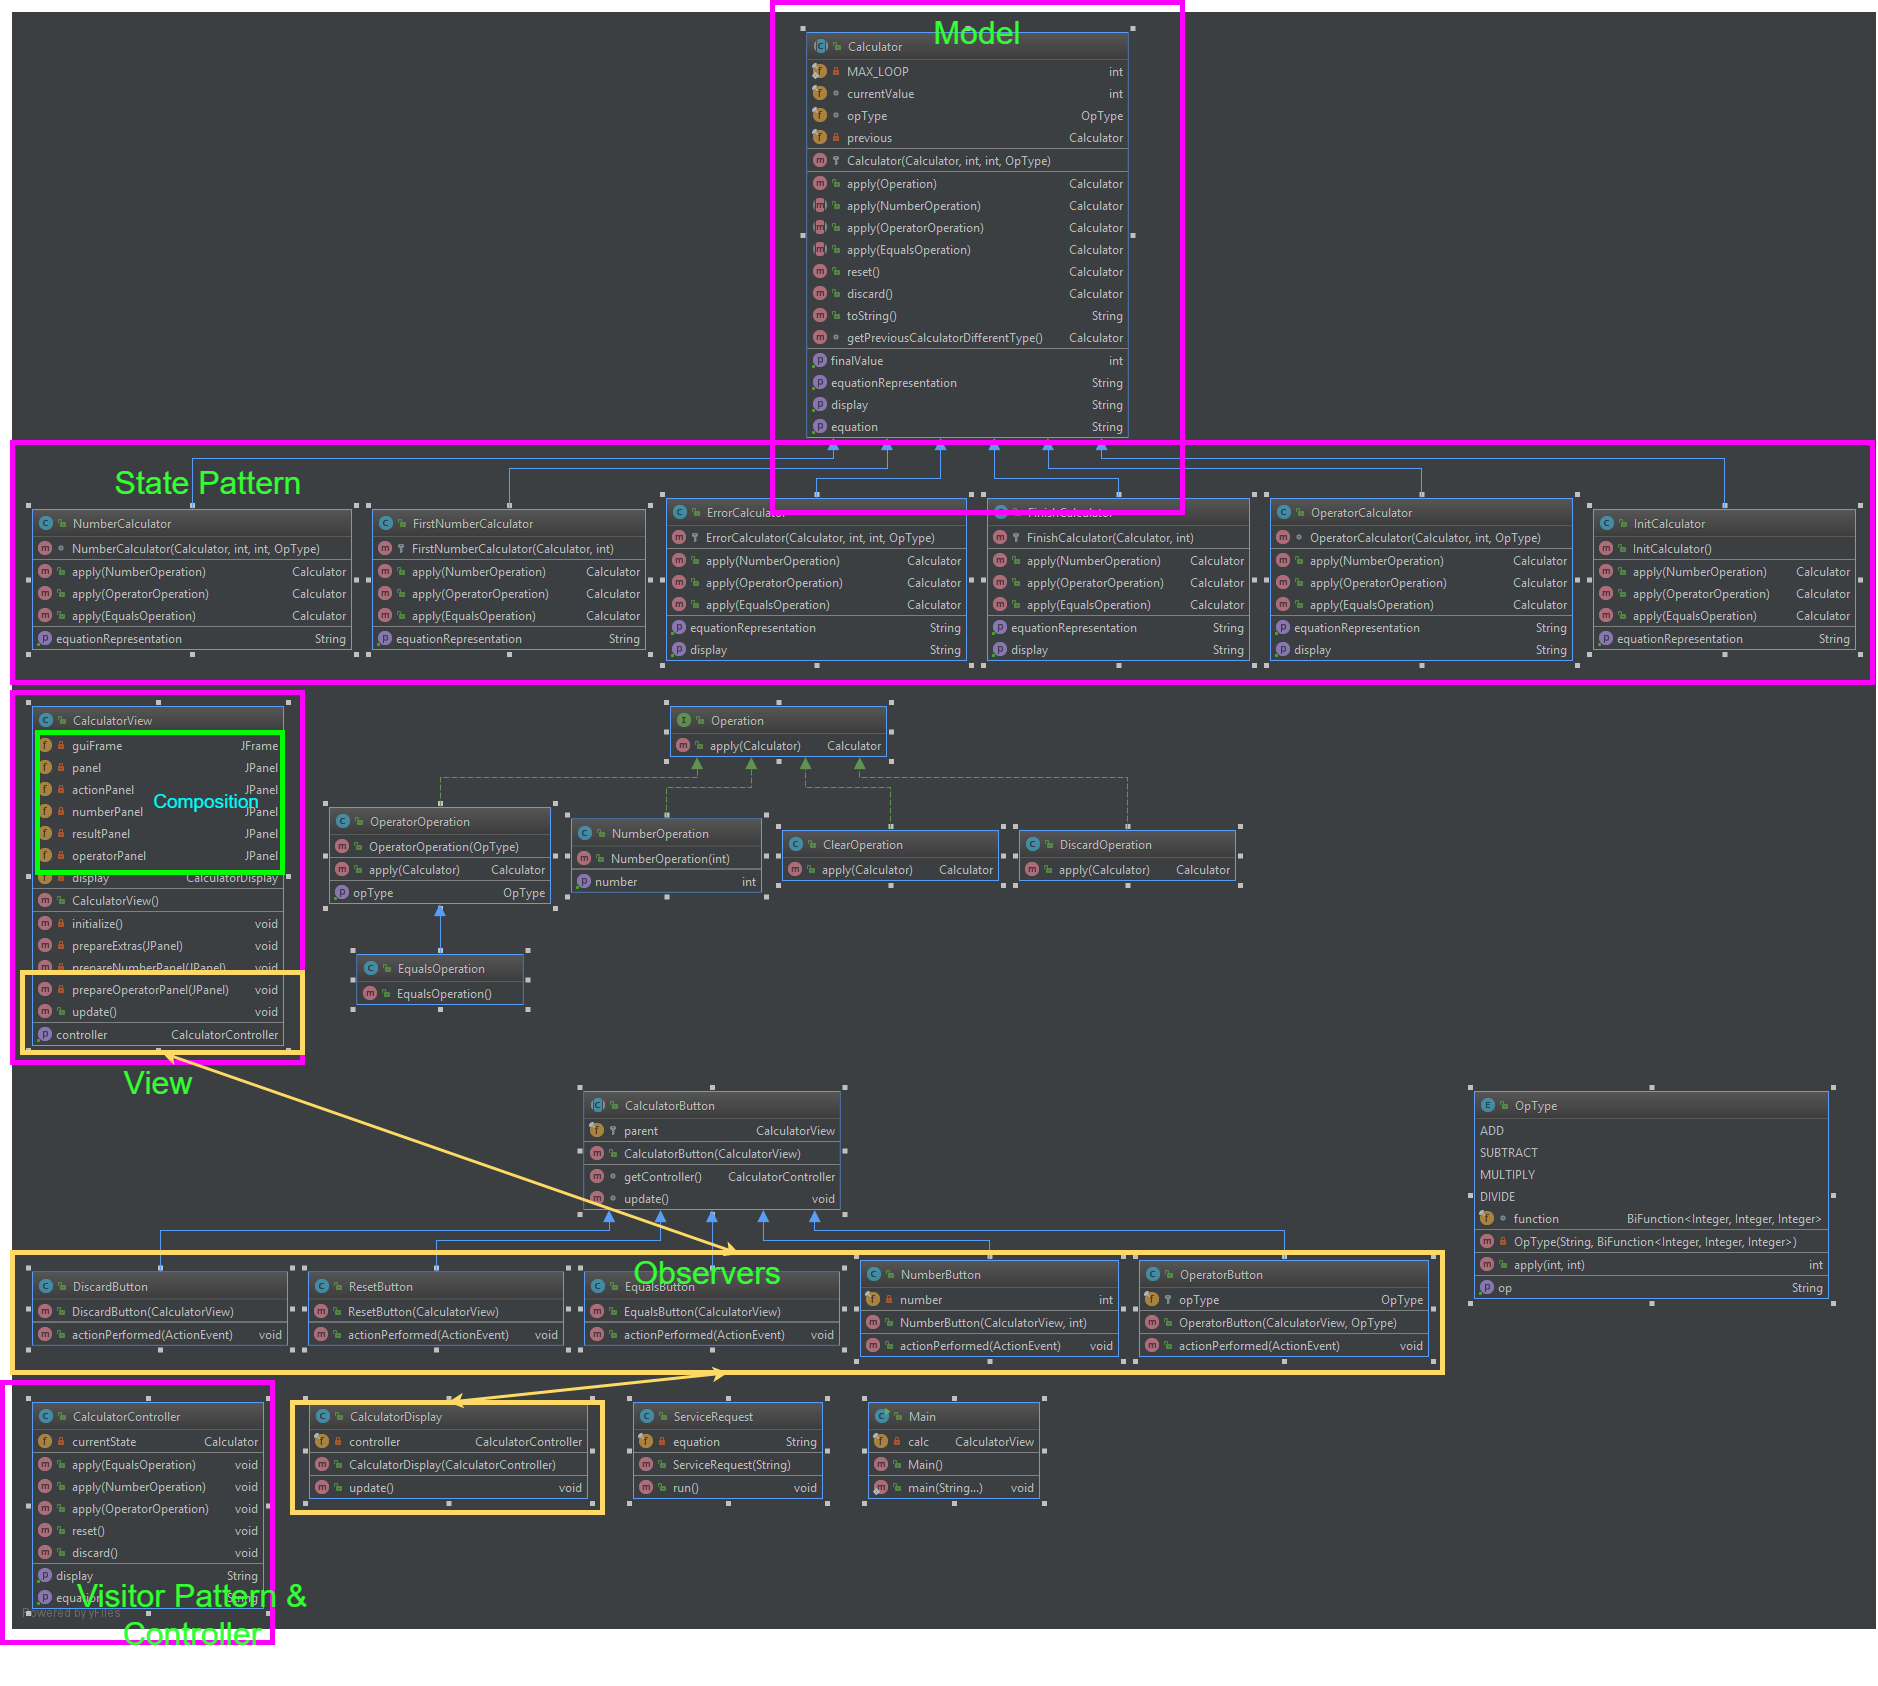 Model
Calculator
MAX_LOOP int
currentValue int
opType OpType
previous Calculator
Calculator(Calculator, int, int, OpType)
apply(Operation) Calculator
apply(NumberOperation) Calculator
apply(OperatorOperation) Calculator
apply(EqualsOperation) Calculator
reset() Calculator
discard() Calculator
toString() String
getPreviousCalculatorDifferentType() Calculator
finalValue int
equationRepresentation String
display String
equation String
State Pattern
NumberCalculator
NumberCalculator(Calculator, int, int, OpType)
apply(NumberOperation) Calculator
apply(OperatorOperation) Calculator
apply(EqualsOperation) Calculator
equationRepresentation String
FirstNumberCalculator
FirstNumberCalculator(Calculator, int)
apply(NumberOperation) Calculator
apply(OperatorOperation) Calculator
apply(EqualsOperation) Calculator
equationRepresentation String
ErrorCalculator
ErrorCalculator(Calculator, int, int, OpType)
apply(NumberOperation) Calculator
apply(OperatorOperation) Calculator
apply(EqualsOperation) Calculator
equationRepresentation String
display String
FinishCalculator
FinishCalculator(Calculator, int)
apply(NumberOperation) Calculator
apply(OperatorOperation) Calculator
apply(EqualsOperation) Calculator
equationRepresentation String
display String
OperatorCalculator
OperatorCalculator(Calculator, int, OpType)
apply(NumberOperation) Calculator
apply(OperatorOperation) Calculator
apply(EqualsOperation) Calculator
equationRepresentation String
display String
InitCalculator
InitCalculator()
apply(NumberOperation) Calculator
apply(OperatorOperation) Calculator
apply(EqualsOperation) Calculator
equationRepresentation String
CalculatorView
guiFrame JFrame
panel JPanel
actionPanel JPanel
Composition
numberPanel JPanel
resultPanel JPanel
operatorPanel JPanel
display CalculatorDisplay
CalculatorView()
initialize() void
prepareExtras(JPanel) void
prepareNumberPanel(JPanel) void
prepareOperatorPanel(JPanel) void
update() void
controller CalculatorController
View
Operation
apply(Calculator) Calculator
OperatorOperation
OperatorOperation(OpType)
apply(Calculator) Calculator
opType OpType
NumberOperation
NumberOperation(int)
number int
ClearOperation
apply(Calculator) Calculator
DiscardOperation
apply(Calculator) Calculator
EqualsOperation
EqualsOperation()
CalculatorButton
parent CalculatorView
CalculatorButton(CalculatorView)
getController() CalculatorController
update() void
OpType
ADD
SUBTRACT
MULTIPLY
DIVIDE
function BiFunction<Integer, Integer, Integer>
OpType(String, BiFunction<Integer, Integer, Integer>)
apply(int, int) int
op String
Observers
DiscardButton
DiscardButton(CalculatorView)
actionPerformed(ActionEvent) void
ResetButton
ResetButton(CalculatorView)
actionPerformed(ActionEvent) void
EqualsButton
EqualsButton(CalculatorView)
actionPerformed(ActionEvent) void
NumberButton
number int
NumberButton(CalculatorView, int)
actionPerformed(ActionEvent) void
OperatorButton
opType OpType
OperatorButton(CalculatorView, OpType)
actionPerformed(ActionEvent) void
CalculatorController
currentState Calculator
apply(EqualsOperation) void
apply(NumberOperation) void
apply(OperatorOperation) void
reset() void
discard() void
display String
equation String
Visitor Pattern &
Controller
Powered by yFiles
CalculatorDisplay
controller CalculatorController
CalculatorDisplay(CalculatorController)
update() void
ServiceRequest
equation String
ServiceRequest(String)
run() void
Main
calc CalculatorView
Main()
main(String...) void